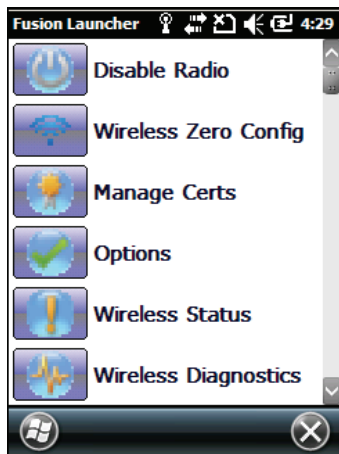 Fusion Launcher 4:29
Disable Radio
Wireless Zero Config
Manage Certs
Options
Wireless Status
Wireless Diagnostics